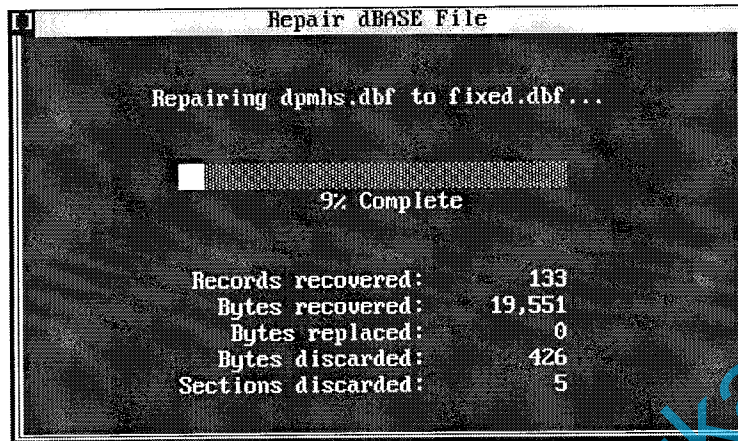 Repair dBASE File
Repairing dpmhs.dbf to fixed.dbf...
9% Complete
Records recovered: 133
Bytes recovered: 19,551
Bytes replaced: 0
Bytes discarded: 426
Sections discarded: 5